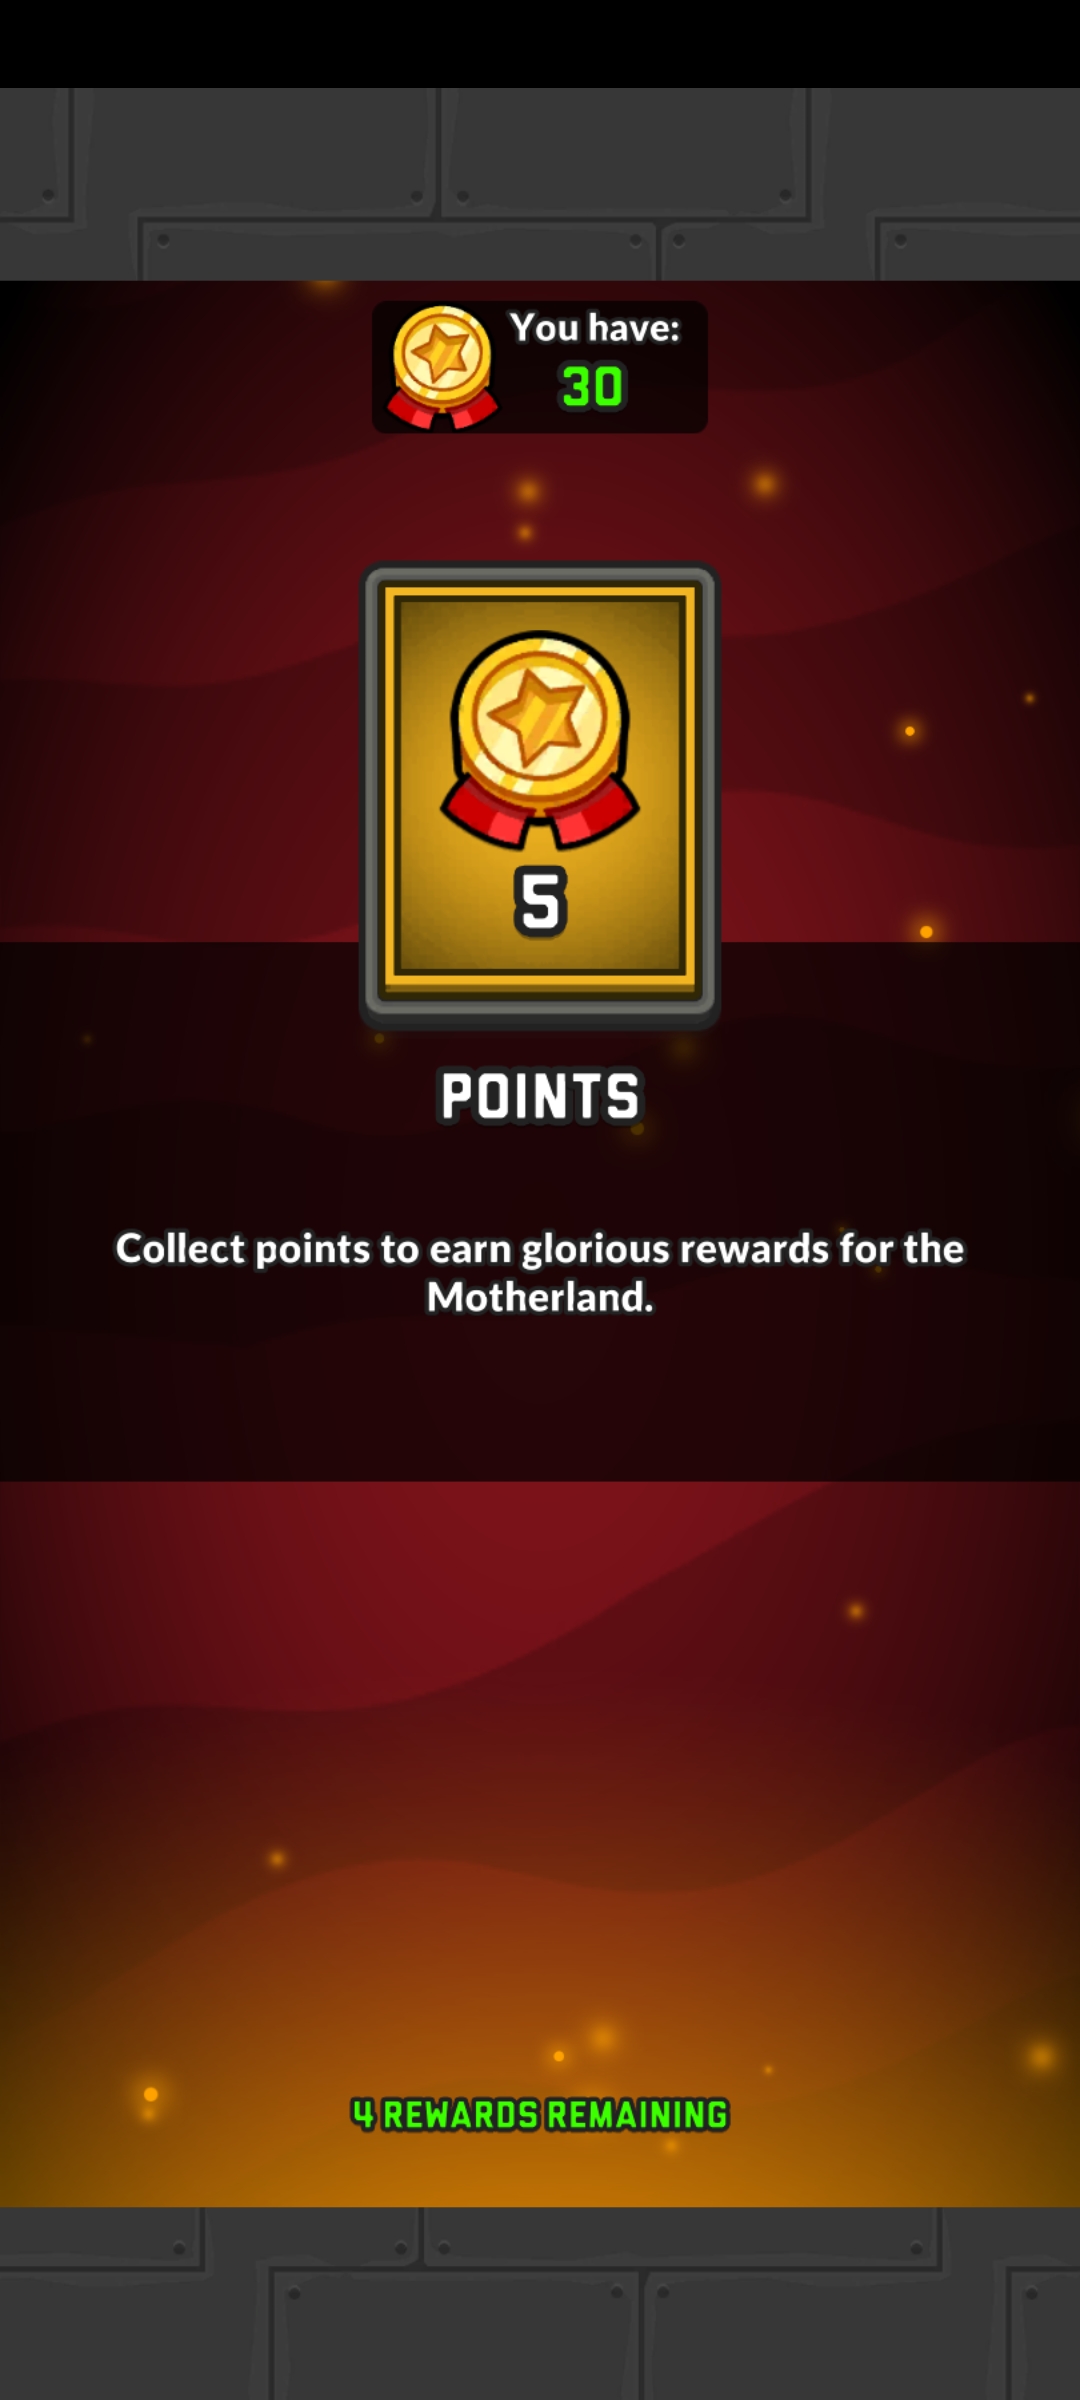 You have:
30
5
POINTS
Collect points to earn glorious rewards for the
Motherland.
4 REWARDS REMAINING